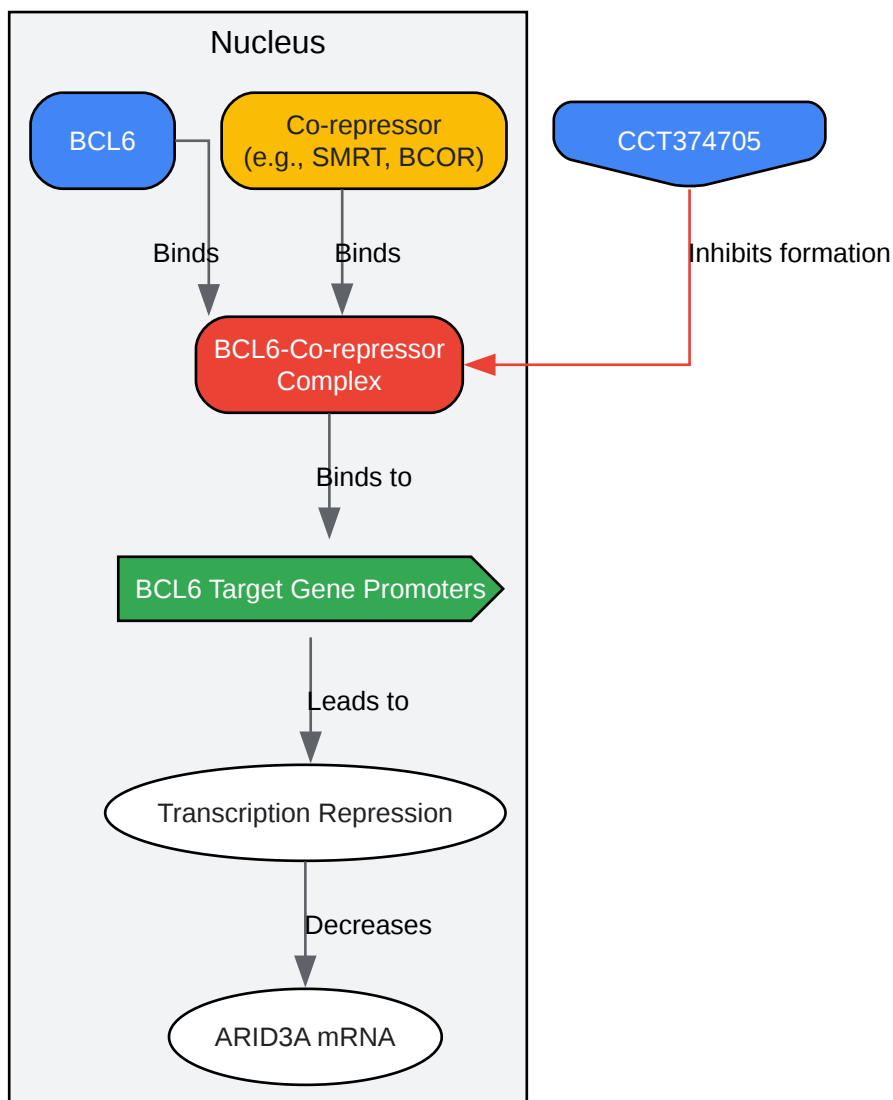 Nucleus
BCL6
Co-repressor
(e.g., SMRT, BCOR)
CCT374705
Binds
Binds
Inhibits formation
BCL6-Co-repressor
Complex
Binds to
BCL6 Target Gene Promoters
Leads to
Transcription Repression
Decreases
ARID3A mRNA